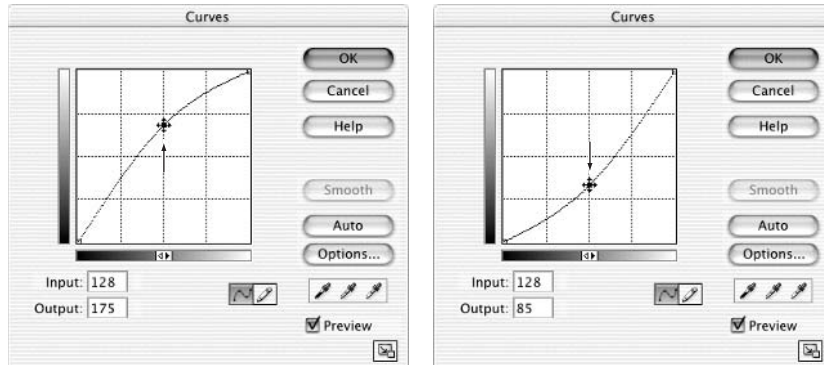 Curves
OK
Cancel
Help
Smooth
Auto
Options...
Input: 128
Output: 175
Preview
Curves
OK
Cancel
Help
Smooth
Auto
Options...
Input: 128
Output: 85
Preview